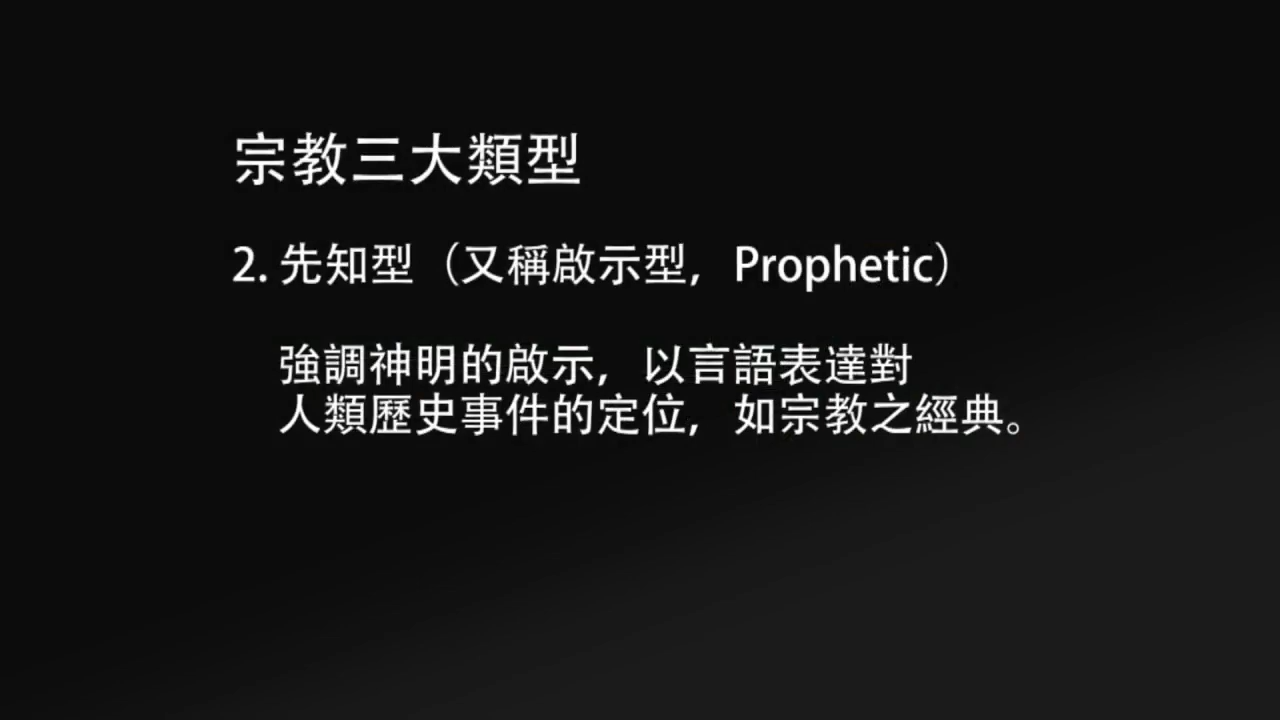 宗教三大類型
2. 先知型（又稱啟示型，Prophetic）
強調神明的啟示，以言語表達對
人類歷史事件的定位，如宗教之經典。